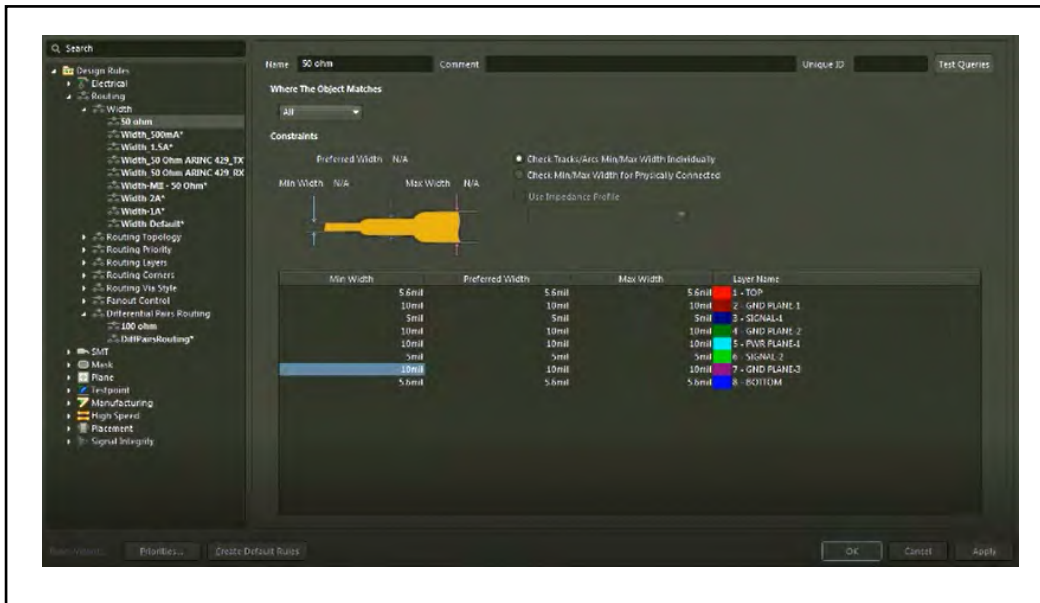 Search
Design Rules
Electrical
Routing
Width
50 ohm
Width_500mA*
Width_1.5A*
Width_50 Ohm ARINC 429_TX
Width_50 Ohm ARINC 429_RX
Width-MII - 50 Ohm*
Width-2A*
Width-1A*
Width-Default*
Routing Topology
Routing Priority
Routing Layers
Routing Corners
Routing Via Style
Fanout Control
Differential Pairs Routing
100 ohm
DiffPairsRouting*
SMT
Mask
Plane
Testpoint
Manufacturing
High Speed
Placement
Signal Integrity
Name 50 ohm Comment Unique ID Test Queries
Where The Object Matches
All
Constraints
Preferred Width N/A
Min Width N/A Max Width N/A
Check Tracks/Arcs Min/Max Width Individually
Check Min/Max Width for Physically Connected
Use Impedance Profile
Min Width Preferred Width Max Width Layer Name
5.6mil 5.6mil 5.6mil 1 - TOP
10mil 10mil 10mil 2 - GND PLANE-1
5mil 5mil 5mil 3 - SIGNAL-1
10mil 10mil 10mil 4 - GND PLANE-2
10mil 10mil 10mil 5 - PWR PLANE-1
5mil 5mil 5mil 6 - SIGNAL-2
10mil 10mil 10mil 7 - GND PLANE-3
5.6mil 5.6mil 5.6mil 8 - BOTTOM
Priorities... Create Default Rules OK Cancel Apply